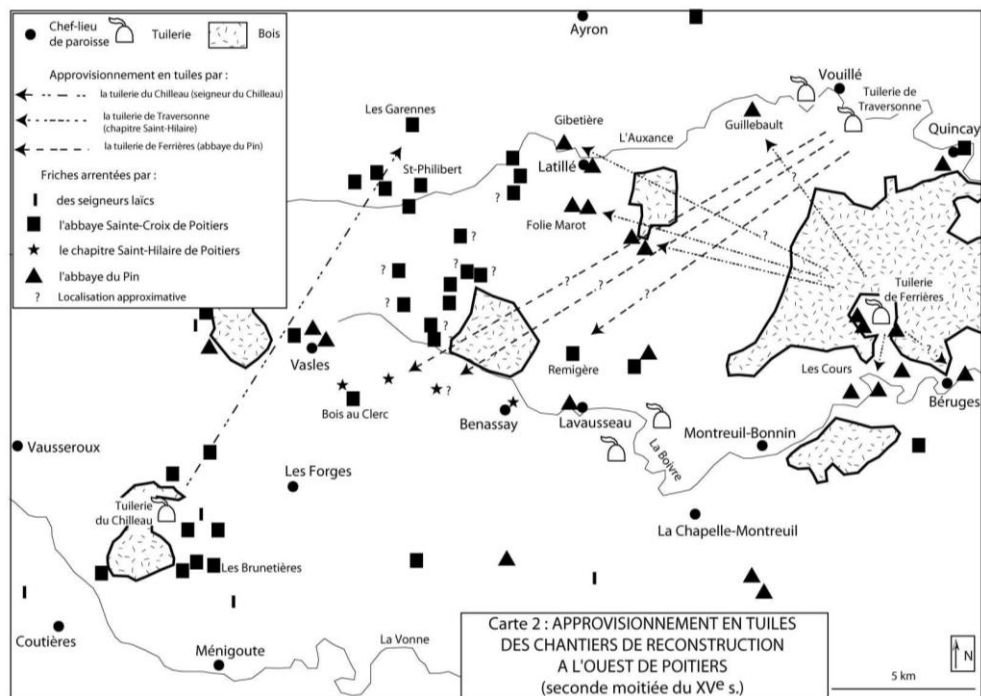 Chef-lieu
de paroisse
Tuilerie
Bois
Approvisionnement en tuiles par :
la tuilerie du Chilleau (seigneur du Chilleau)
la tuilerie de Traversonne
(chapitre Saint-Hilaire)
la tuilerie de Ferrières (abbaye du Pin)
Friches arrentées par :
des seigneurs laïcs
l'abbaye Sainte-Croix de Poitiers
le chapitre Saint-Hilaire de Poitiers
l'abbaye du Pin
? Localisation approximative
Ayron
Vouillé
Tuilerie de
Traversonne
Les Garennes
Gibetière
L'Auxance
Guillebault
Quincay
St-Philibert
Latillé
?
?
Folie Marot
?
?
?
?
?
?
?
?
?
?
Tuilerie
de Ferrières
Vasles
Remigère
Les Cours
Béruges
Bois au Clerc
?
Benassay
Lavausseau
Vausseroux
Montreuil-Bonnin
La Boivre
Les Forges
Tuilerie
du Chilleau
La Chapelle-Montreuil
Les Brunetières
Coutières
Ménigoute
La Vonne
Carte 2 : APPROVISIONNEMENT EN TUILES
DES CHANTIERS DE RECONSTRUCTION
A L'OUEST DE POITIERS
(seconde moitiée du XVe s.)
N
5 km